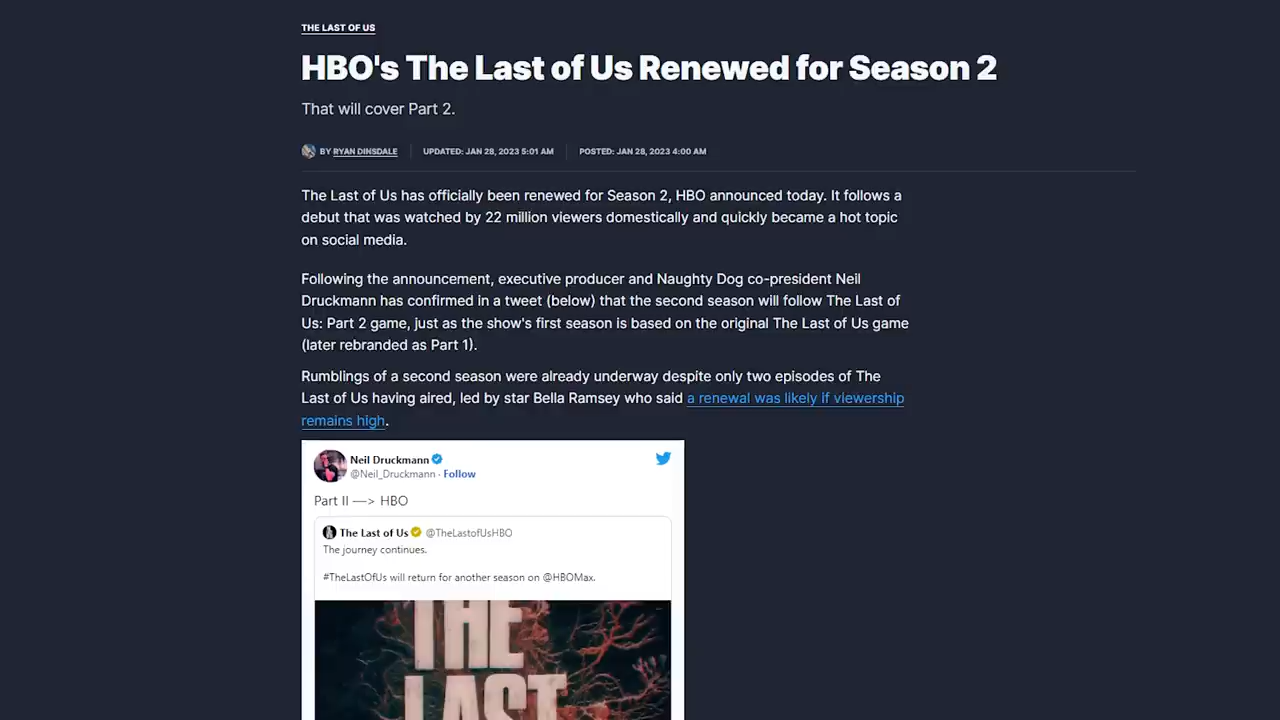 THE LAST OF US
HBO's The Last of Us Renewed for Season 2
That will cover Part 2.
BY RYAN DINSDALE UPDATED: JAN 28, 2023 5:01 AM POSTED: JAN 28, 2023 4:00 AM
The Last of Us has officially been renewed for Season 2, HBO announced today. It follows a
debut that was watched by 22 million viewers domestically and quickly became a hot topic
on social media.
Following the announcement, executive producer and Naughty Dog co-president Neil
Druckmann has confirmed in a tweet (below) that the second season will follow The Last of
Us: Part 2 game, just as the show's first season is based on the original The Last of Us game
(later rebranded as Part 1).
Rumblings of a second season were already underway despite only two episodes of The
Last of Us having aired, led by star Bella Ramsey who said a renewal was likely if viewership
remains high.
Neil Druckmann
@Neil_Druckmann · Follow
Part II —> HBO
The Last of Us @TheLastofUsHBO
The journey continues.
#TheLastOfUs will return for another season on @HBOMax.
THE
LAST